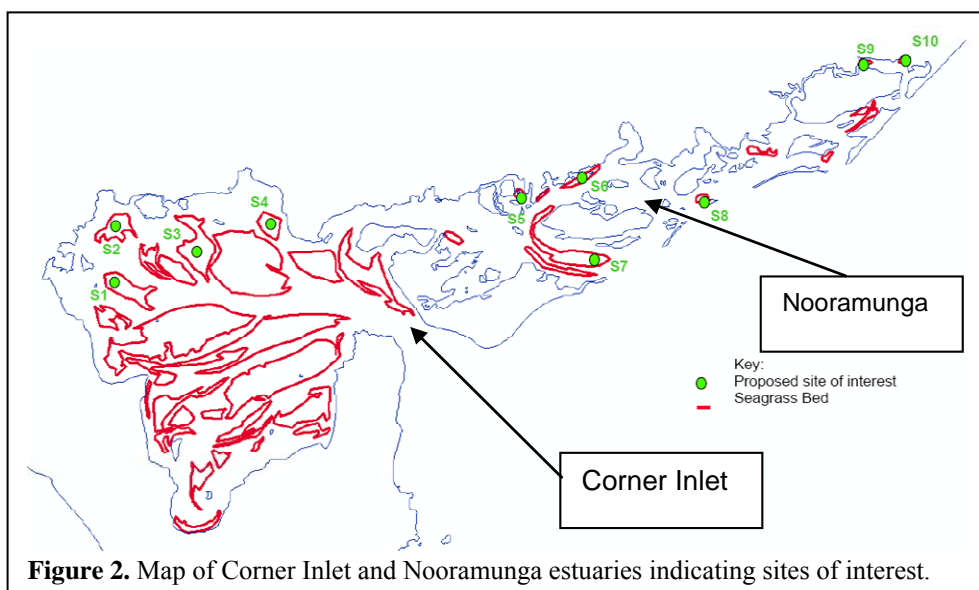 S9
S10
S6
S5
S4
S3
S2
S8
S7
S1
Nooramunga
Key:
Proposed site of interest
Seagrass Bed
Corner Inlet
Figure 2. Map of Corner Inlet and Nooramunga estuaries indicating sites of interest.